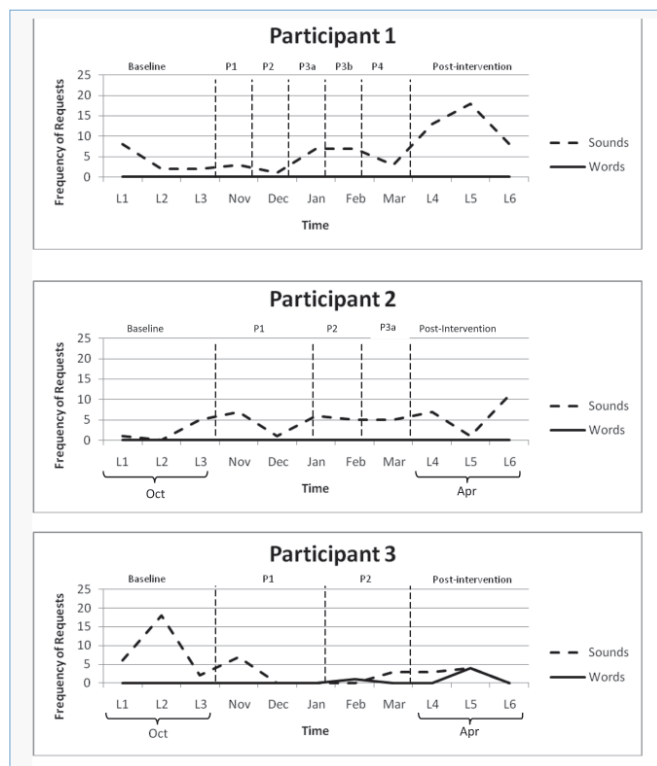 Participant 1
Baseline P1 P2 P3a P3b P4 Post-intervention
Frequency of Requests
25
20
15
10
5
0
L1 L2 L3 Nov Dec Jan Feb Mar L4 L5 L6
Time
Sounds
Words
Participant 2
Baseline P1 P2 P3a Post-Intervention
Frequency of Requests
25
20
15
10
5
0
L1 L2 L3 Nov Dec Jan Feb Mar L4 L5 L6
Oct Time Apr
Sounds
Words
Participant 3
Baseline P1 P2 Post-intervention
Frequency of Requests
25
20
15
10
5
0
L1 L2 L3 Nov Dec Jan Feb Mar L4 L5 L6
Oct Time Apr
Sounds
Words